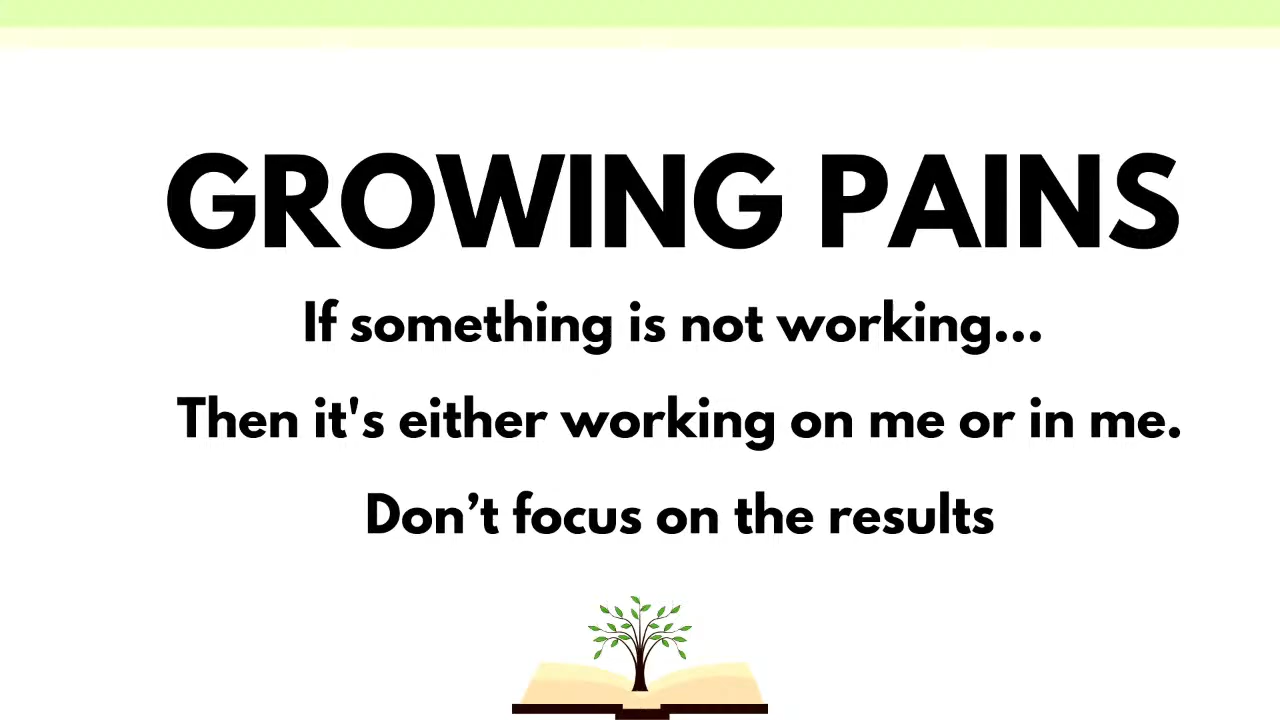 GROWING PAINS
If something is not working...
Then it's either working on me or in me.
Don’t focus on the results